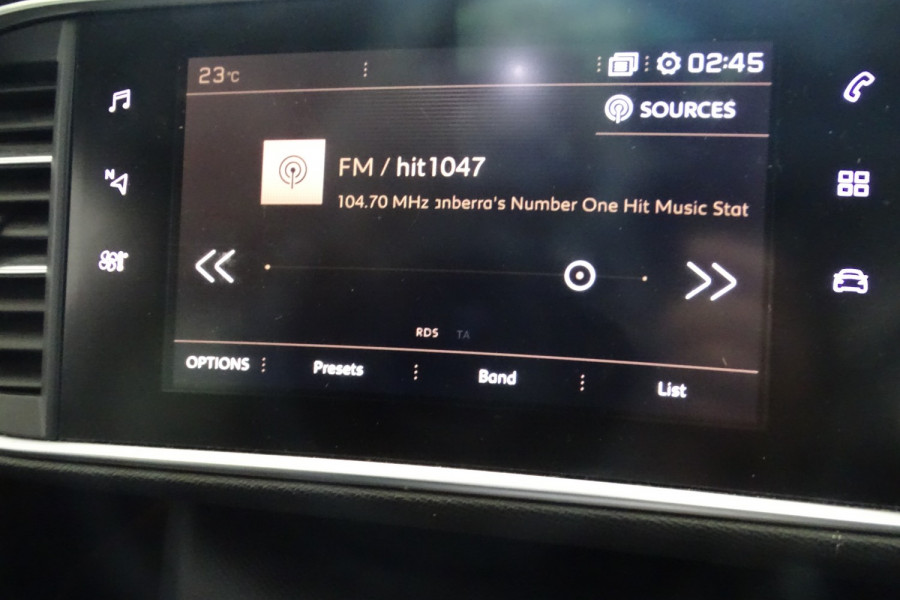 23°C
02:45
SOURCES
FM / hit1047
104.70 MHz anberra's Number One Hit Music Stat
N
RDS TA
OPTIONS Presets Band List